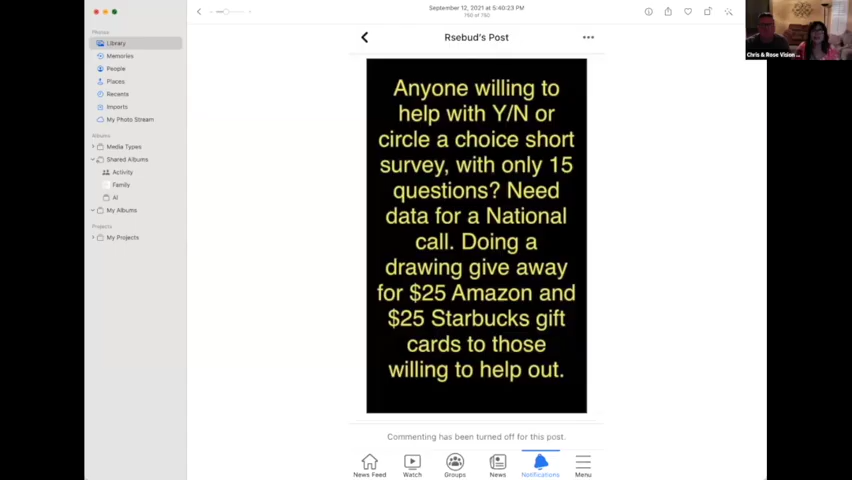 September 12, 2021 at 5:40:23 PM
Photos
Library
Memories
People
Places
Recents
Imports
My Photo Stream
Albums
Media Types
Shared Albums
Activity
Family
AI
My Albums
Projects
My Projects
Rsebud's Post
Anyone willing to
help with Y/N or
circle a choice short
survey, with only 15
questions? Need
data for a National
call. Doing a
drawing give away
for $25 Amazon and
$25 Starbucks gift
cards to those
willing to help out.
Commenting has been turned off for this post.
News Feed
Watch
Groups
News
Notifications
Menu
Chris & Rose Vision ...